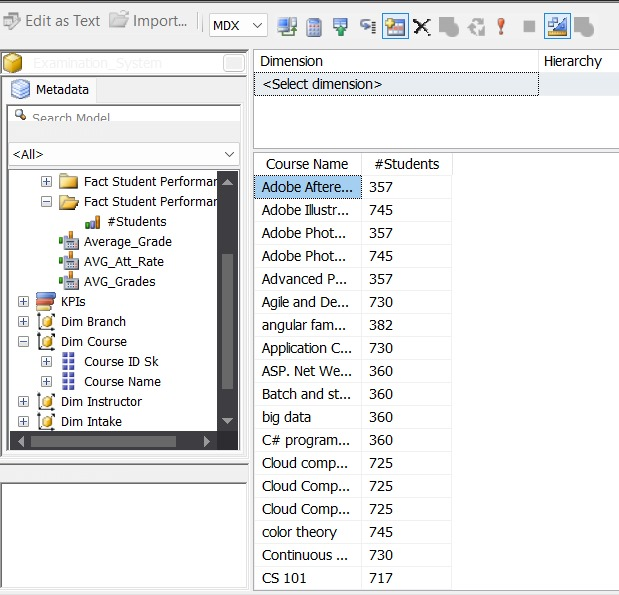 Edit as Text Import... MDX
Examination_System
Metadata
Search Model
<All>
Fact Student Performar
Fact Student Performar
#Students
Average_Grade
AVG_Att_Rate
AVG_Grades
KPIs
Dim Branch
Dim Course
Course ID Sk
Course Name
Dim Instructor
Dim Intake
Dimension Hierarchy
<Select dimension>
Course Name #Students
Adobe Aftere... 357
Adobe Illustr... 745
Adobe Phot... 357
Adobe Phot... 745
Advanced P... 357
Agile and De... 730
angular fam... 382
Application C... 730
ASP. Net We... 360
Batch and st... 360
big data 360
C# program... 360
Cloud comp... 725
Cloud Comp... 725
Cloud Comp... 725
color theory 745
Continuous ... 730
CS 101 717